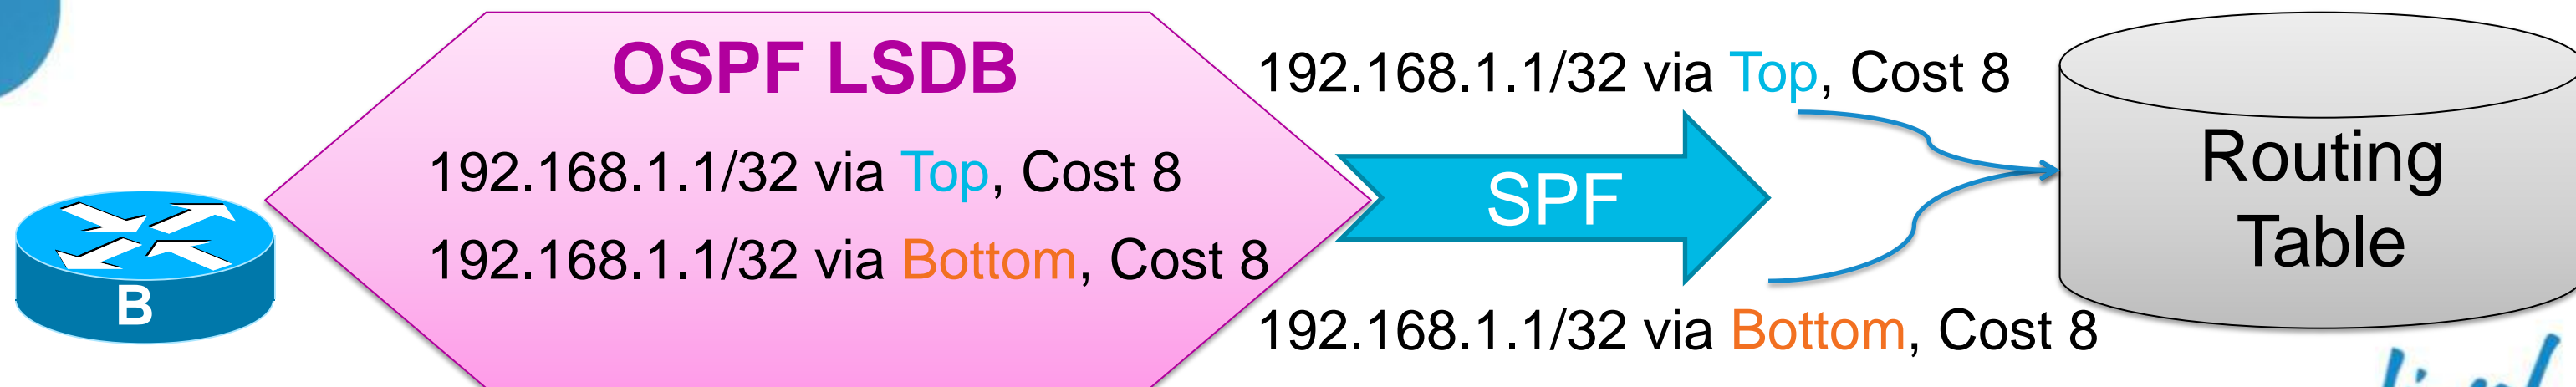 OSPF LSDB
192.168.1.1/32 via Top, Cost 8
192.168.1.1/32 via Bottom, Cost 8
B
192.168.1.1/32 via Top, Cost 8
SPF
192.168.1.1/32 via Bottom, Cost 8
Routing
Table